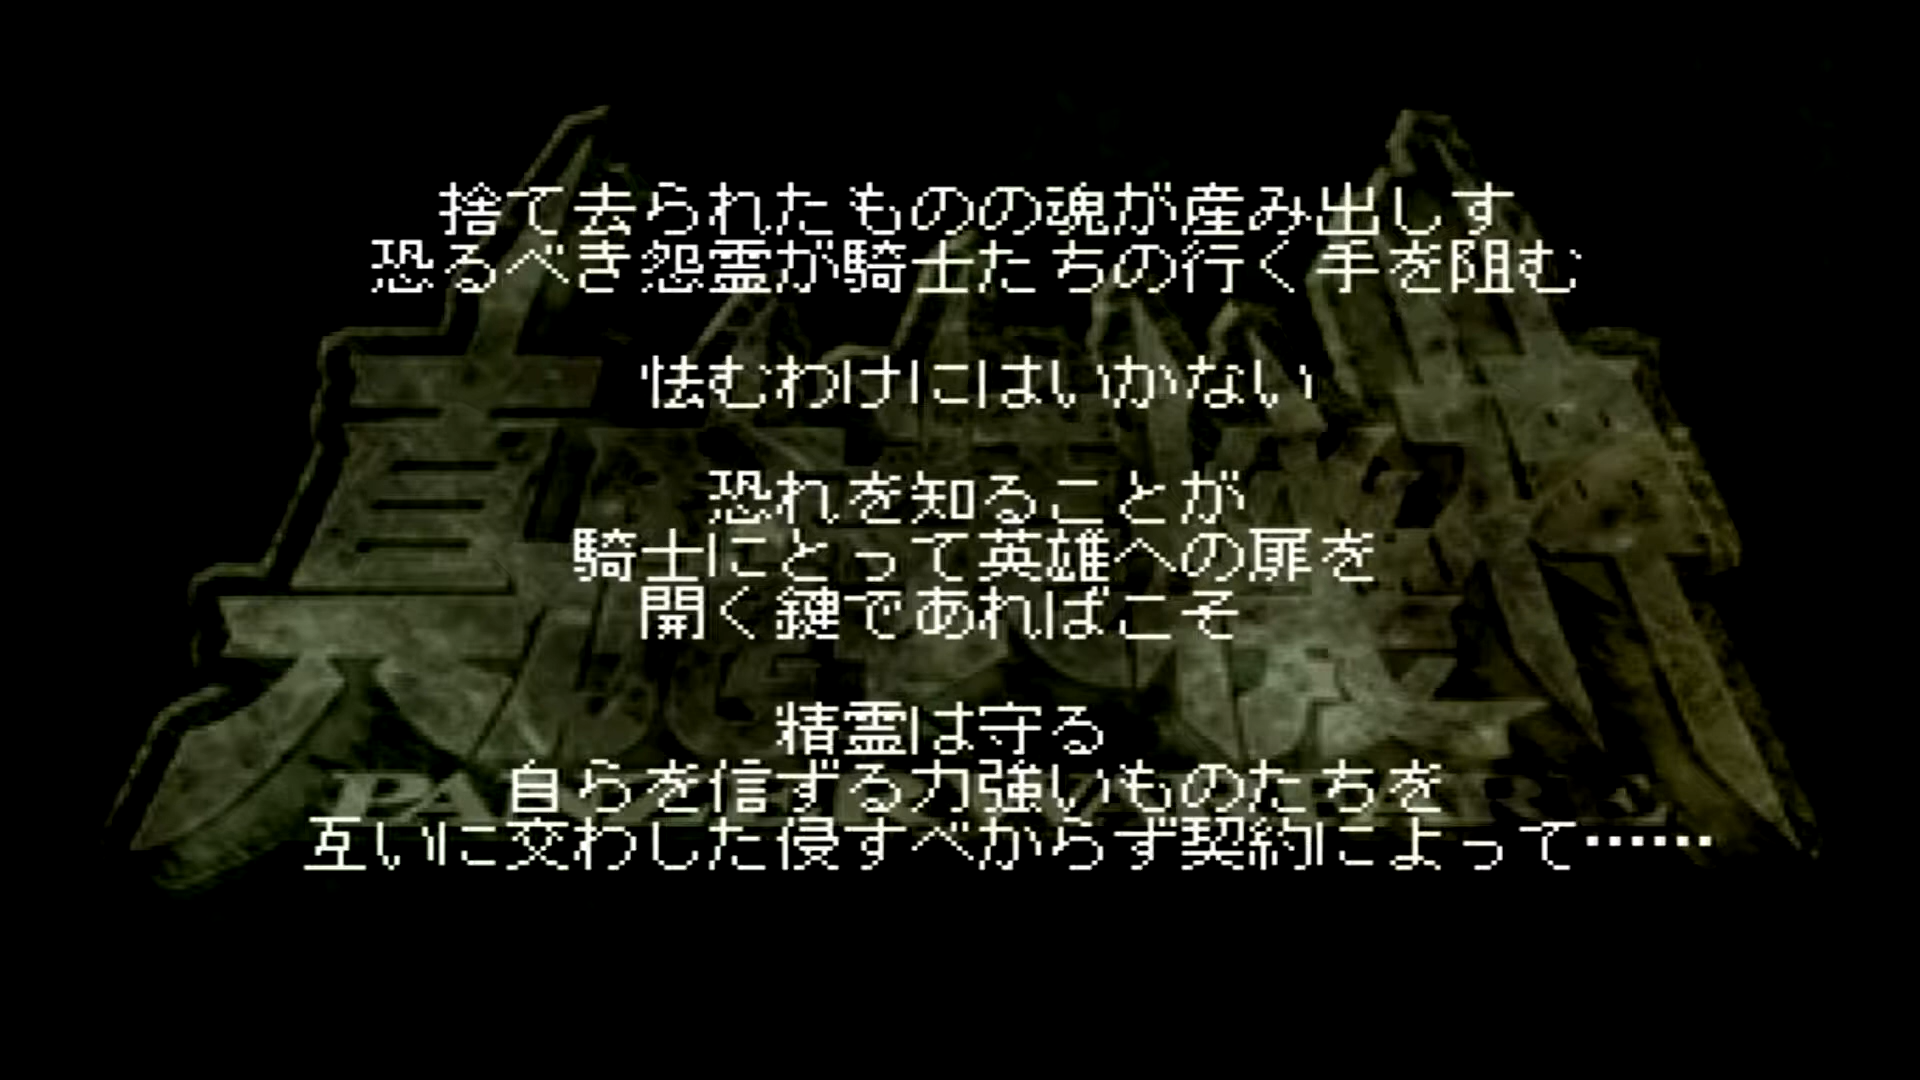 捨て去られたものの魂が産み出しす
恐るべき怨霊が騎士たちの行く手を阻む
怯むわけにはいかない
恐れを知ることが
騎士にとって英雄への扉を
開く鍵であればこそ
精霊は守る
自らを信ずる力強いものたちを
互いに交わした侵すべからず契約によって……